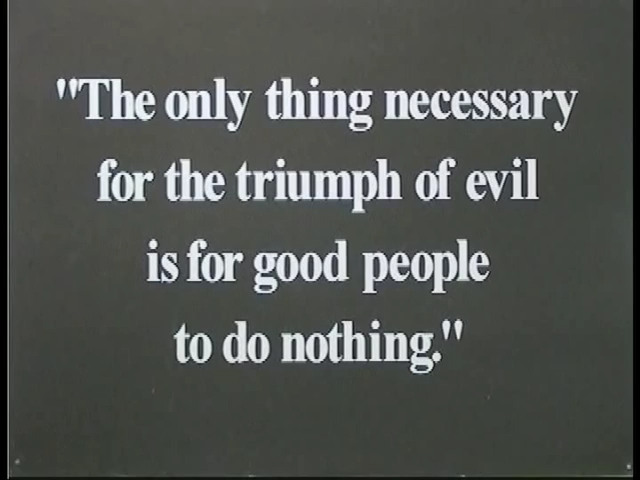 "The only thing necessary
for the triumph of evil
is for good people
to do nothing."